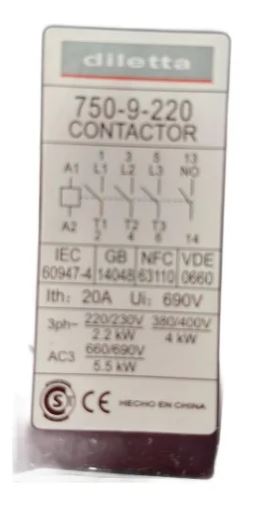 diletta
750-9-220
CONTACTOR
1 3 5 13
A1 L1 L2 L3 NO
A2 T1 T2 T3
2 4 6 14
IEC GB NFC VDE
60947-4 14048 63110 0660
Ith: 20A Ui: 690V
3ph~ 220/230V 380/400V
2.2 kW 4 kW
AC3 660/690V
5.5 kW
S CE HECHO EN CHINA